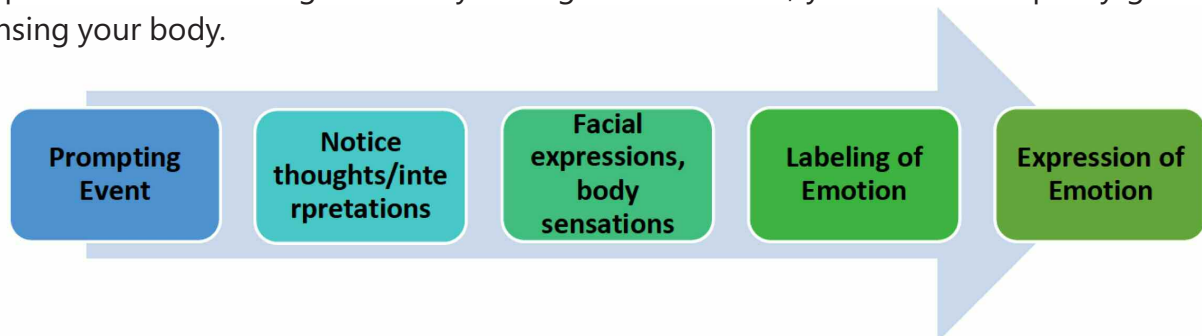 nsing your body.
Prompting
Event
Notice
thoughts/inte
rpretations
Facial
expressions,
body
sensations
Labeling of
Emotion
Expression of
Emotion